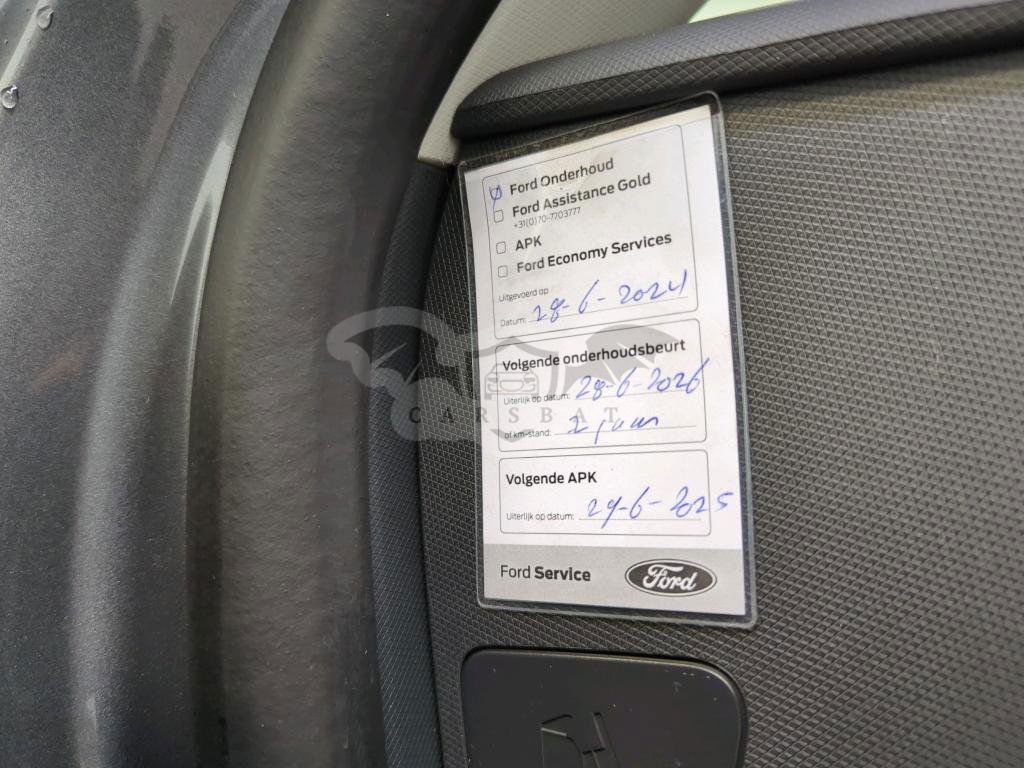 Ford Onderhoud
Ford Assistance Gold
+31(0)70-7703777
APK
Ford Economy Services
Uitgevoerd op
Datum: 28-6-2024
Volgende onderhoudsbeurt
Uiterlijk op datum: 28-6-2026
CARSBAT
of km-stand: 2 jaar
Volgende APK
Uiterlijk op datum: 29-6-2025
Ford Service
Ford